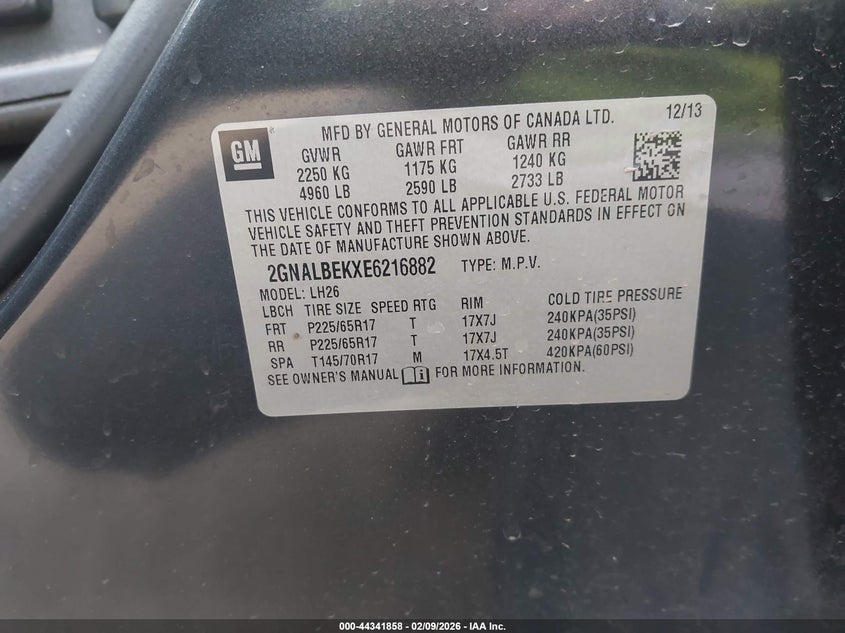 GM
MFD BY GENERAL MOTORS OF CANADA LTD. 12/13
GVWR GAWR FRT GAWR RR
2250 KG 1175 KG 1240 KG
4960 LB 2590 LB 2733 LB
THIS VEHICLE CONFORMS TO ALL APPLICABLE U.S. FEDERAL MOTOR
VEHICLE SAFETY AND THEFT PREVENTION STANDARDS IN EFFECT ON
THE DATE OF MANUFACTURE SHOWN ABOVE.
2GNALBEKXE6216882 TYPE: M.P.V.
MODEL: LH26
LBCH TIRE SIZE SPEED RTG RIM COLD TIRE PRESSURE
FRT P225/65R17 T 17X7J 240KPA(35PSI)
RR P225/65R17 T 17X7J 240KPA(35PSI)
SPA T145/70R17 M 17X4.5T 420KPA(60PSI)
SEE OWNER'S MANUAL FOR MORE INFORMATION.
000-44341858 - 02/09/2026 - IAA Inc.